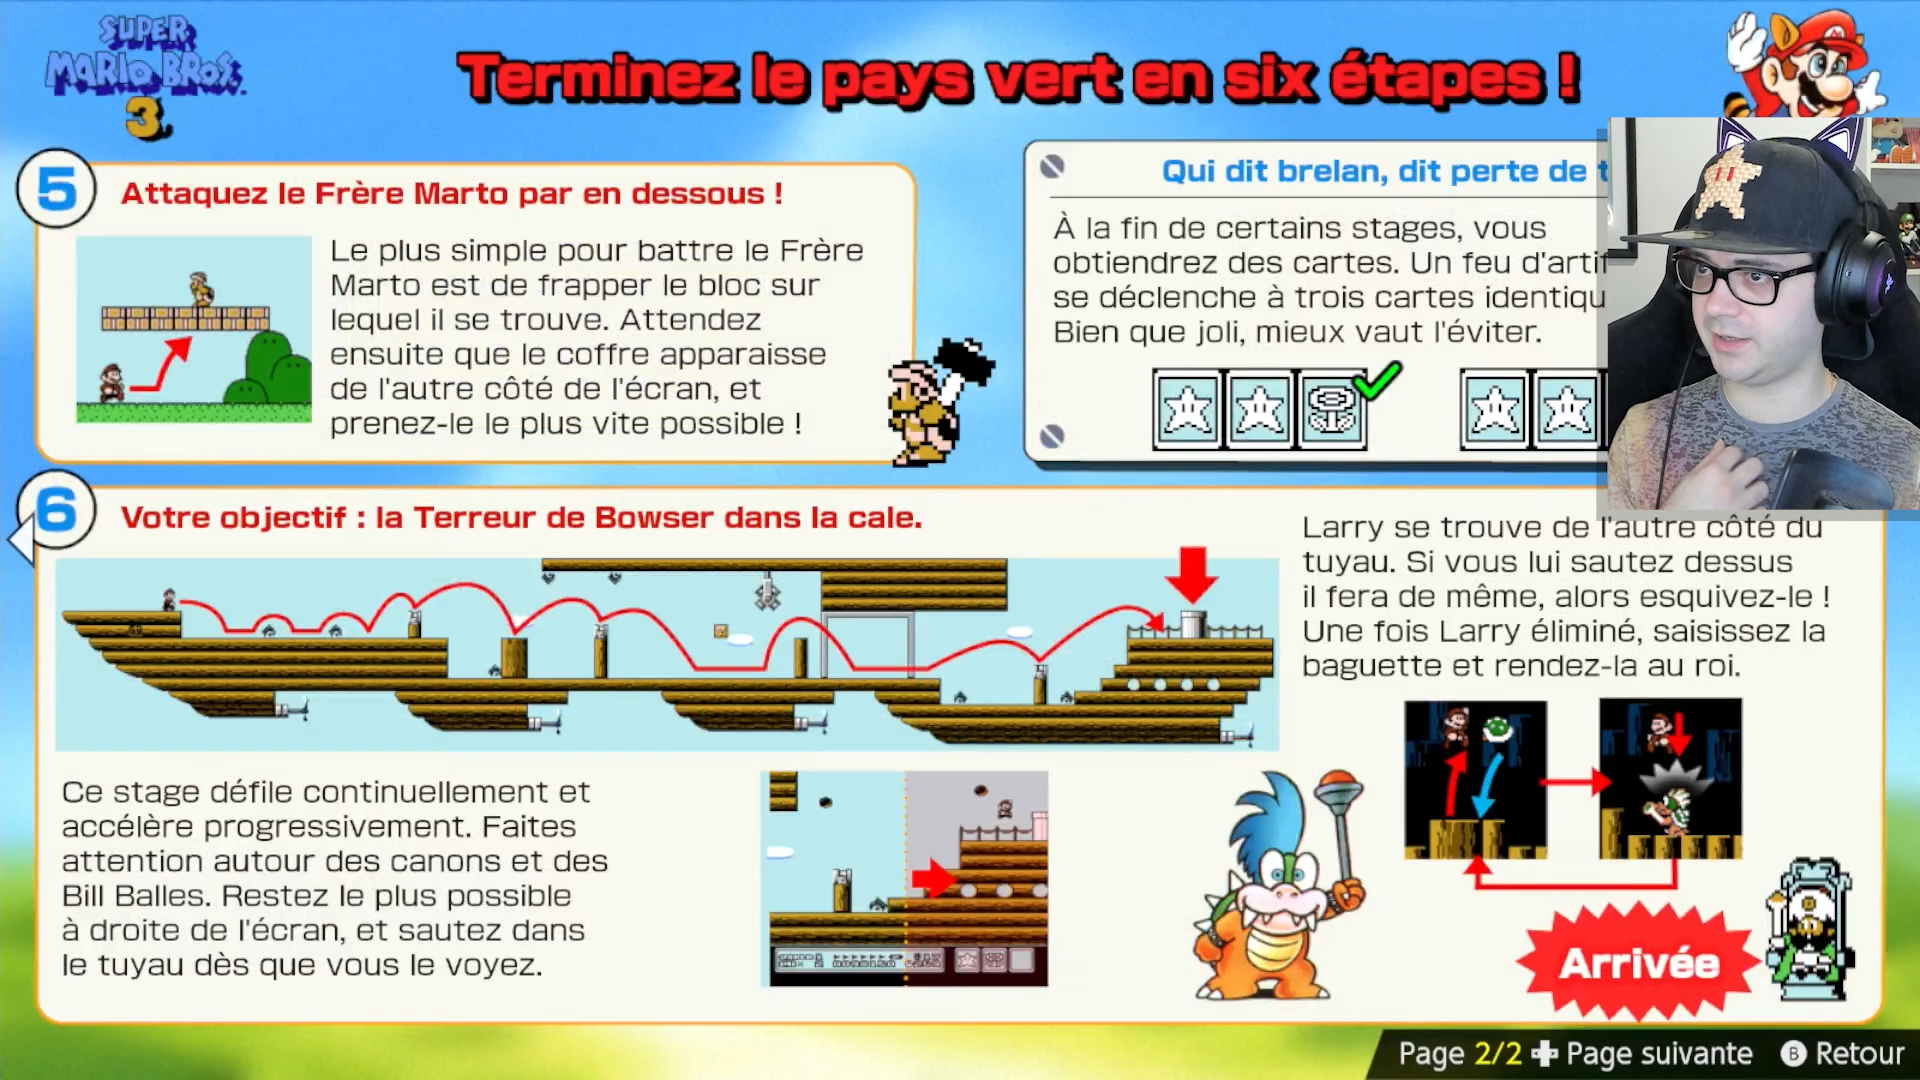 SUPER
MARIO BROS.
3
Terminez le pays vert en six étapes !
5
Attaquez le Frère Marto par en dessous !
Le plus simple pour battre le Frère
Marto est de frapper le bloc sur
lequel il se trouve. Attendez
ensuite que le coffre apparaisse
de l'autre côté de l'écran, et
prenez-le le plus vite possible !
Qui dit brelan, dit perte de
À la fin de certains stages, vous
obtiendrez des cartes. Un feu d'artif
se déclenche à trois cartes identiqu
Bien que joli, mieux vaut l'éviter.
6
Votre objectif : la Terreur de Bowser dans la cale.
Ce stage défile continuellement et
accélère progressivement. Faites
attention autour des canons et des
Bill Balles. Restez le plus possible
à droite de l'écran, et sautez dans
le tuyau dès que vous le voyez.
Larry se trouve de l'autre côté du
tuyau. Si vous lui sautez dessus
il fera de même, alors esquivez-le !
Une fois Larry éliminé, saisissez la
baguette et rendez-la au roi.
Arrivée
Page 2/2 Page suivante B Retour